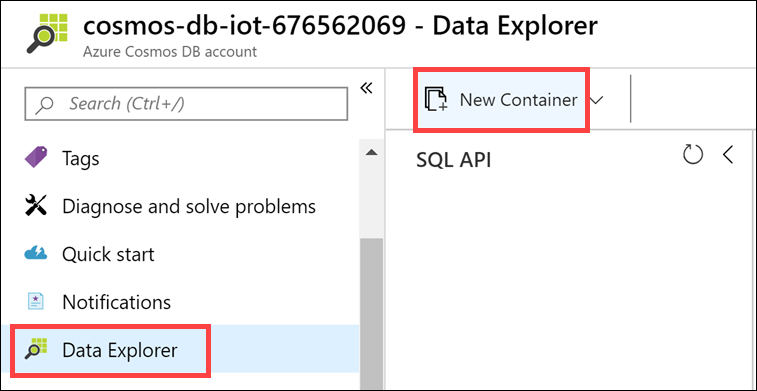 cosmos-db-iot-676562069 - Data Explorer
Azure Cosmos DB account
Search (Ctrl+/)
«
New Container
Tags
SQL API
Diagnose and solve problems
Quick start
Notifications
Data Explorer